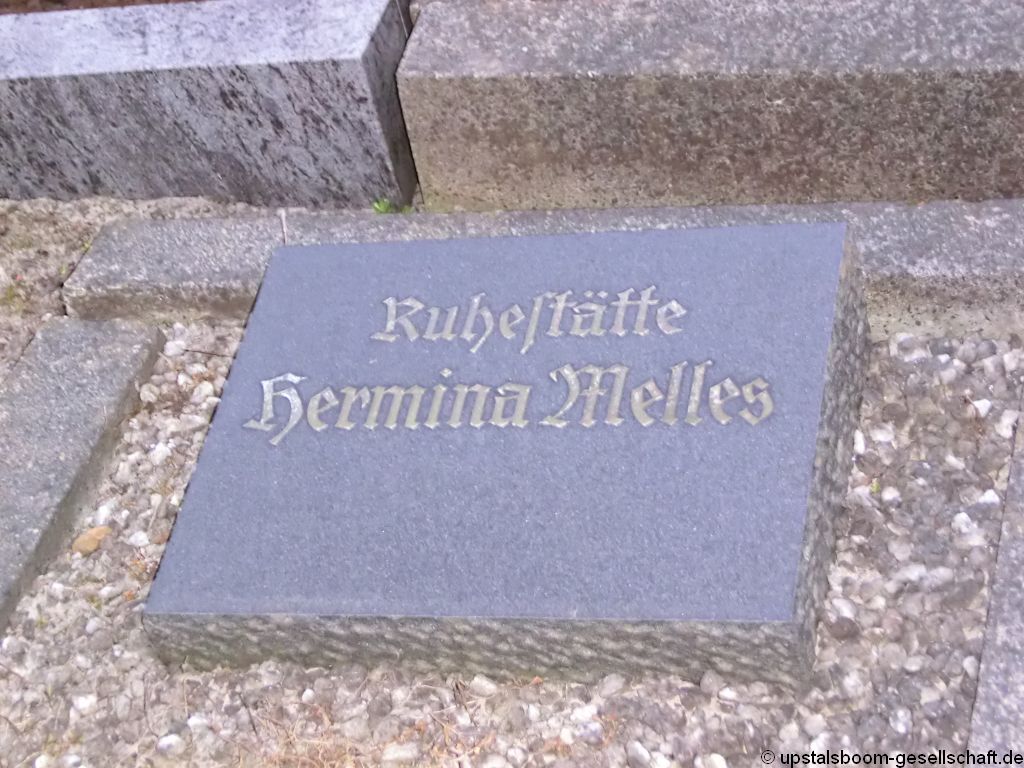 Ruheſtätte
Hermina Melles
© upstalsboom-gesellschaft.de